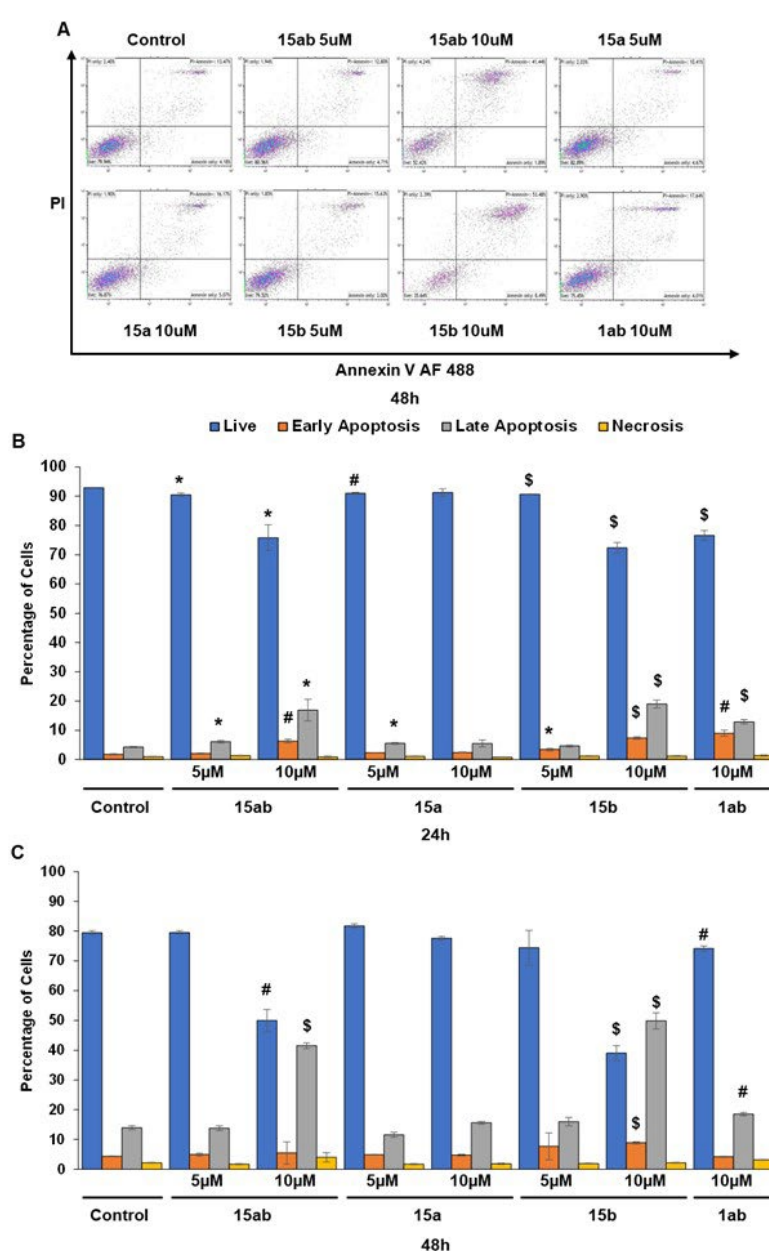 A
Control 15ab 5uM 15ab 10uM 15a 5uM
PI
15a 10uM 15b 5uM 15b 10uM 1ab 10uM
Annexin V AF 488
48h
Live Early Apoptosis Late Apoptosis Necrosis
B
100
90
80
70
60
50
40
30
20
10
0
Percentage of Cells
* * # $ $ $
* # * * * $ $ # $
5µM 10µM 5µM 10µM 5µM 10µM 10µM
Control 15ab 15a 15b 1ab
24h
C
100
90
80
70
60
50
40
30
20
10
0
Percentage of Cells
# $ $ $ $ # #
5µM 10µM 5µM 10µM 5µM 10µM 10µM
Control 15ab 15a 15b 1ab
48h